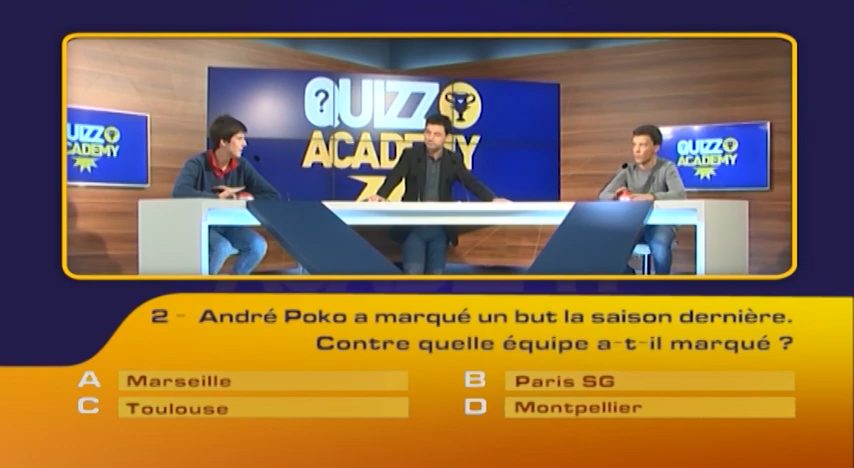 QUIZZ
ACADEMY
UIZZ
ACADEMY
QUIZZ
ACADEMY
2 - André Poko a marqué un but la saison dernière.
Contre quelle équipe a-t-il marqué ?
A Marseille
B Paris SG
C Toulouse
D Montpellier